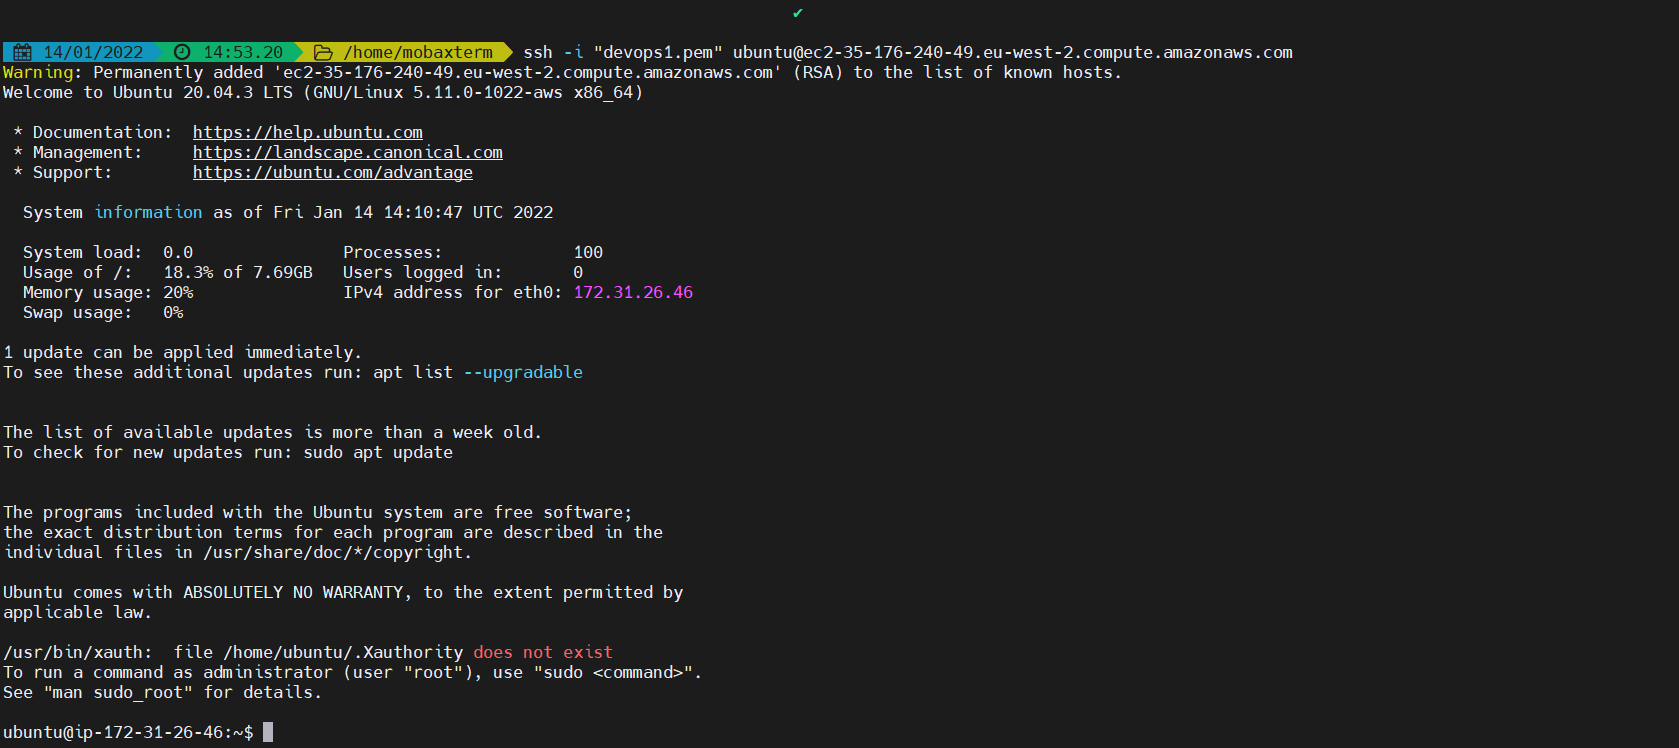 14/01/2022 14:53.20 /home/mobaxterm ssh -i "devops1.pem" ubuntu@ec2-35-176-240-49.eu-west-2.compute.amazonaws.com
Warning: Permanently added 'ec2-35-176-240-49.eu-west-2.compute.amazonaws.com' (RSA) to the list of known hosts.
Welcome to Ubuntu 20.04.3 LTS (GNU/Linux 5.11.0-1022-aws x86_64)
* Documentation: https://help.ubuntu.com
* Management: https://landscape.canonical.com
* Support: https://ubuntu.com/advantage
System information as of Fri Jan 14 14:10:47 UTC 2022
System load: 0.0 Processes: 100
Usage of /: 18.3% of 7.69GB Users logged in: 0
Memory usage: 20% IPv4 address for eth0: 172.31.26.46
Swap usage: 0%
1 update can be applied immediately.
To see these additional updates run: apt list --upgradable
The list of available updates is more than a week old.
To check for new updates run: sudo apt update
The programs included with the Ubuntu system are free software;
the exact distribution terms for each program are described in the
individual files in /usr/share/doc/*/copyright.
Ubuntu comes with ABSOLUTELY NO WARRANTY, to the extent permitted by
applicable law.
/usr/bin/xauth: file /home/ubuntu/.Xauthority does not exist
To run a command as administrator (user "root"), use "sudo <command>".
See "man sudo_root" for details.
ubuntu@ip-172-31-26-46:~$